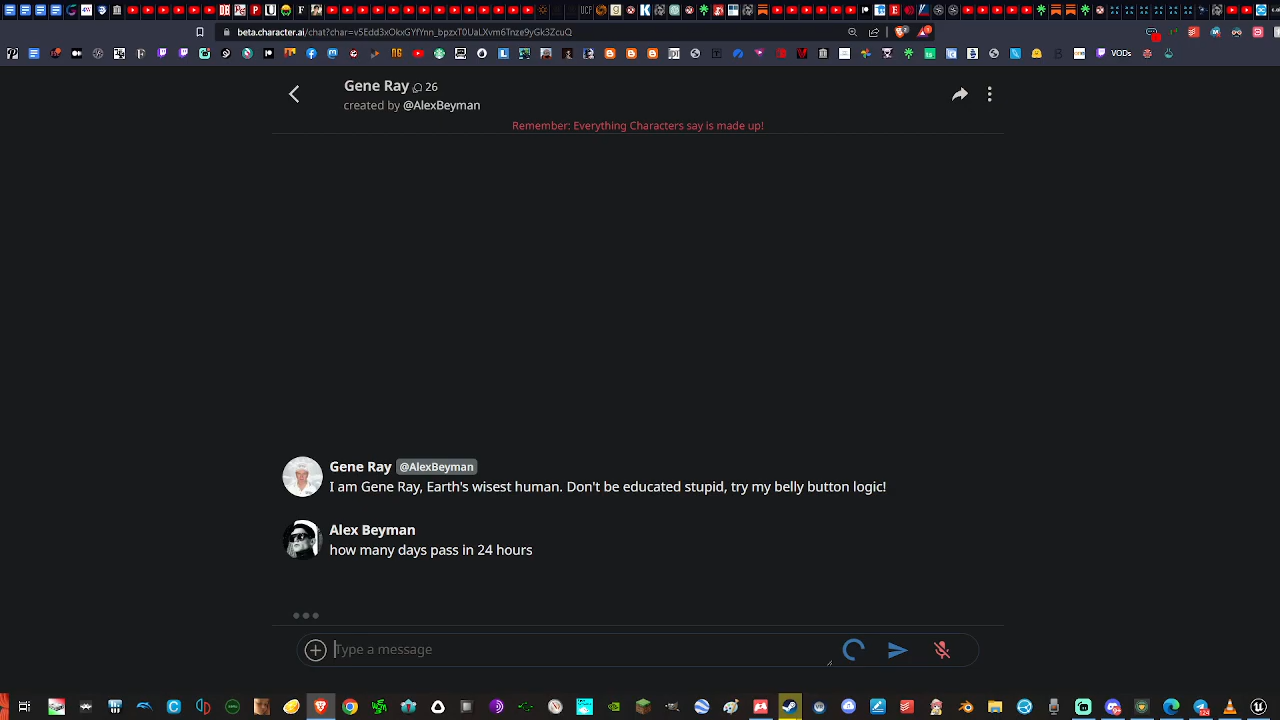 beta.character.ai/chat?char=v5Edd3xOkxGYfYnn_bpzxT0UaLXvm6Tnze9yGk3ZcuQ
VODs
Gene Ray 26
created by @AlexBeyman
Remember: Everything Characters say is made up!
Gene Ray @AlexBeyman
I am Gene Ray, Earth's wisest human. Don't be educated stupid, try my belly button logic!
Alex Beyman
how many days pass in 24 hours
Type a message